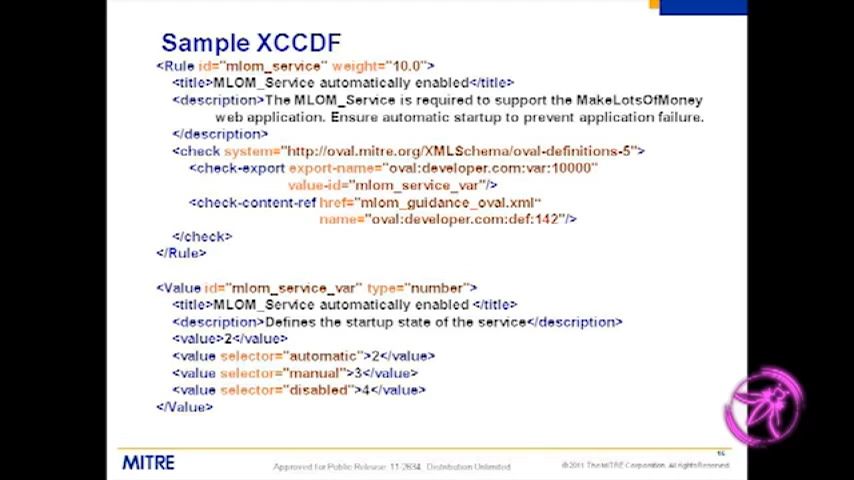 Sample XCCDF
<Rule id="mlom_service" weight="10.0">
<title>MLOM_Service automatically enabled</title>
<description>The MLOM_Service is required to support the MakeLotsOfMoney
web application. Ensure automatic startup to prevent application failure.
</description>
<check system="http://oval.mitre.org/XMLSchema/oval-definitions-5">
<check-export export-name="oval:developer.com:var:10000"
value-id="mlom_service_var"/>
<check-content-ref href="mlom_guidance_oval.xml"
name="oval:developer.com:def:142"/>
</check>
</Rule>
<Value id="mlom_service_var" type="number">
<title>MLOM_Service automatically enabled </title>
<description>Defines the startup state of the service</description>
<value>2</value>
<value selector="automatic">2</value>
<value selector="manual">3</value>
<value selector="disabled">4</value>
</Value>
MITRE
Approved for Public Release: 11-2634. Distribution Unlimited
© 2011 The MITRE Corporation. All rights Reserved.
16